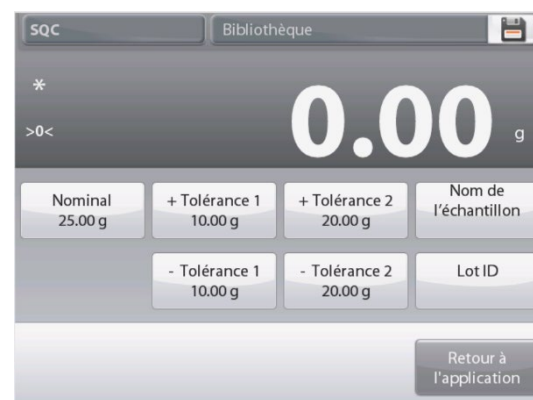 SQC
Bibliothèque
*
>0<
0.00 g
Nominal
25.00 g
+ Tolérance 1
10.00 g
+ Tolérance 2
20.00 g
Nom de
l'échantillon
- Tolérance 1
10.00 g
- Tolérance 2
20.00 g
Lot ID
Retour à
l'application